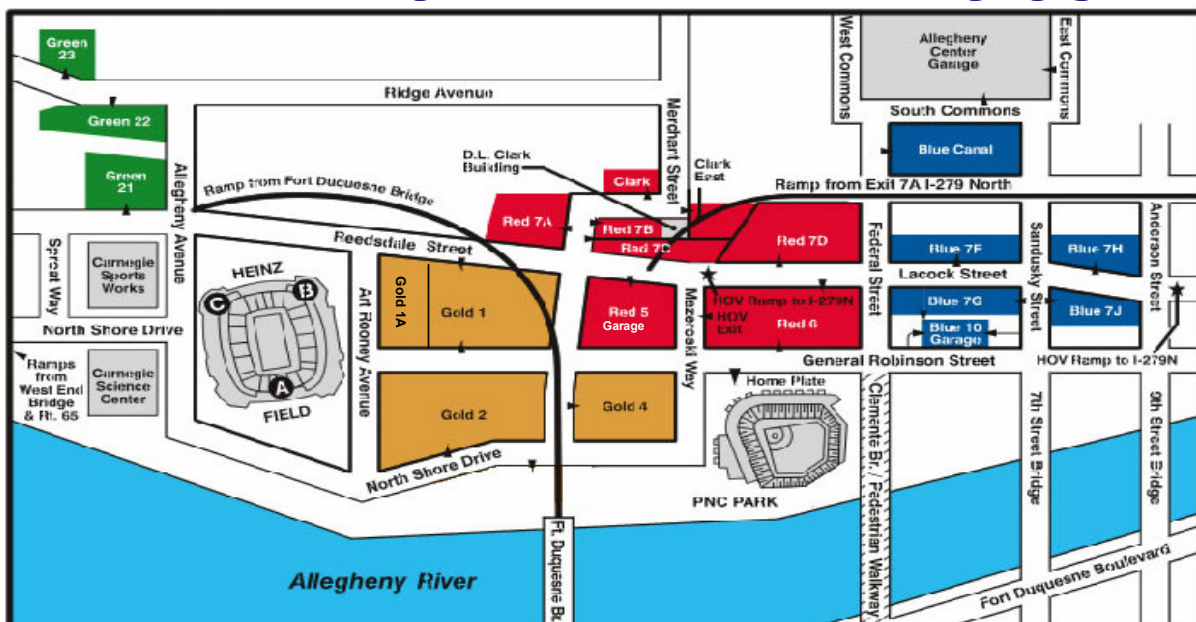 Green
23
Green 22
Green
21
Ridge Avenue
Merchant Street
West Commons
East Commons
Allegheny
Center
Garage
South Commons
Blue Canal
D.L. Clark
Building
Clark
East
Clark
Ramp from Exit 7A I-279 North
Allegheny Avenue
Ramp from Fort Duquesne Bridge
Reedsdale Street
Red 7A
Red 7B
Red 7C
Red 7D
Federal Street
Blue 7F
Sandusky Street
Blue 7H
Anderson Street
Lacock Street
Sproat Way
Carnegie
Sports
Works
HEINZ
B
C
A
FIELD
Art Rooney Avenue
Gold 1A
Gold 1
Red 5
Garage
Mazeroski Way
HOV Ramp to I-279N
HOV
Exit
Red 6
Blue 7G
Blue 10
Garage
Blue 7J
North Shore Drive
General Robinson Street
HOV Ramp to I-279N
Ramps
from
West End
Bridge
& Rt. 65
Carnegie
Science
Center
Gold 2
Gold 4
Home Plate
North Shore Drive
PNC PARK
Clemente Br. / Pedestrian Walkway
7th Street Bridge
9th Street Bridge
Ft. Duquesne Br.
Allegheny River
Fort Duquesne Boulevard